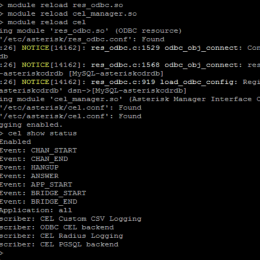 > module reload res_odbc.so
> module reload cel_manager.so
> module reload cel
ing module 'res_odbc.so' (ODBC resource)
'/etc/asterisk/res_odbc.conf': Found
:26] NOTICE[14162]: res_odbc.c:1529 odbc_obj_connect: Con
db
:26] NOTICE[14162]: res_odbc.c:1568 odbc_obj_connect: res
-asteriskcdrdb [MySQL-asteriskcdrdb]
:26] NOTICE[14162]: res_odbc.c:919 load_odbc_config: Regi
asteriskcdrdb' dsn->[MySQL-asteriskcdrdb]
ing module 'cel_manager.so' (Asterisk Manager Interface C
'/etc/asterisk/cel.conf': Found
'/etc/asterisk/cel.conf': Found
gging enabled.
> cel show status
Enabled
Event: CHAN_START
Event: CHAN_END
Event: HANGUP
Event: ANSWER
Event: APP_START
Event: BRIDGE_START
Event: BRIDGE_END
Application: all
scriber: CEL Custom CSV Logging
scriber: ODBC CEL backend
scriber: CEL Radius Logging
scriber: CEL PGSQL backend
>